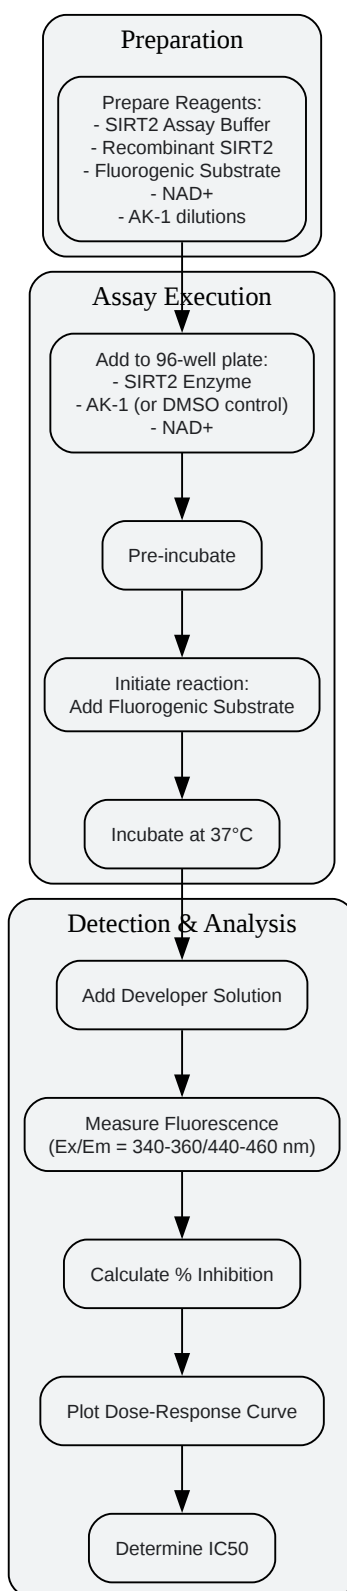 Preparation
Prepare Reagents:
- SIRT2 Assay Buffer
- Recombinant SIRT2
- Fluorogenic Substrate
- NAD+
- AK-1 dilutions
Assay Execution
Add to 96-well plate:
- SIRT2 Enzyme
- AK-1 (or DMSO control)
- NAD+
Pre-incubate
Initiate reaction:
Add Fluorogenic Substrate
Incubate at 37°C
Detection & Analysis
Add Developer Solution
Measure Fluorescence
(Ex/Em = 340-360/440-460 nm)
Calculate % Inhibition
Plot Dose-Response Curve
Determine IC50